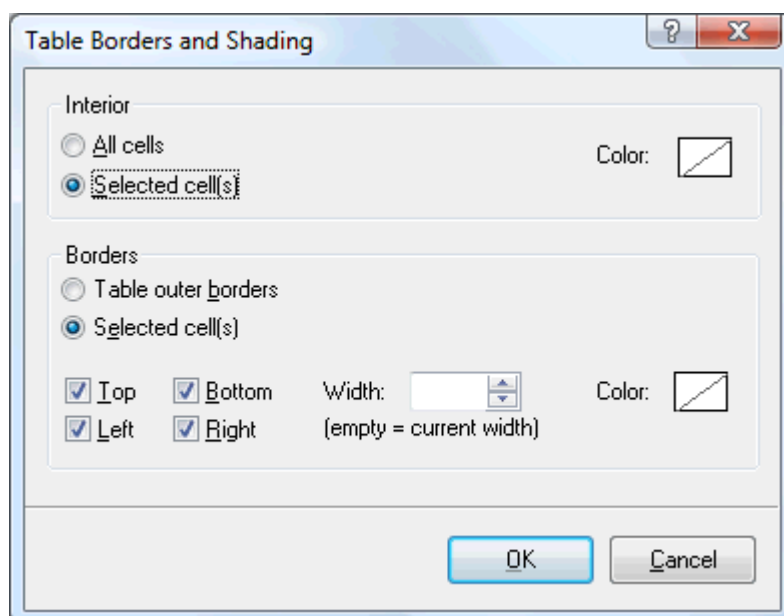 Table Borders and Shading
Interior
All cells
Color:
Selected cell(s)
Borders
Table outer borders
Selected cell(s)
Top Bottom Width: Color:
Left Right (empty = current width)
OK Cancel